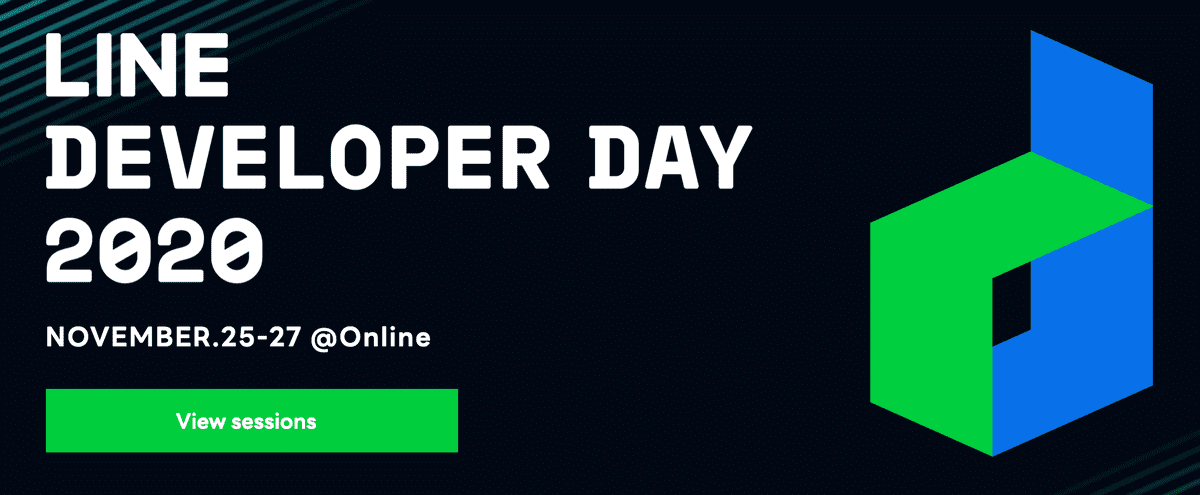 LINE
DEVELOPER DAY
2020
NOVEMBER.25-27 @Online
View sessions